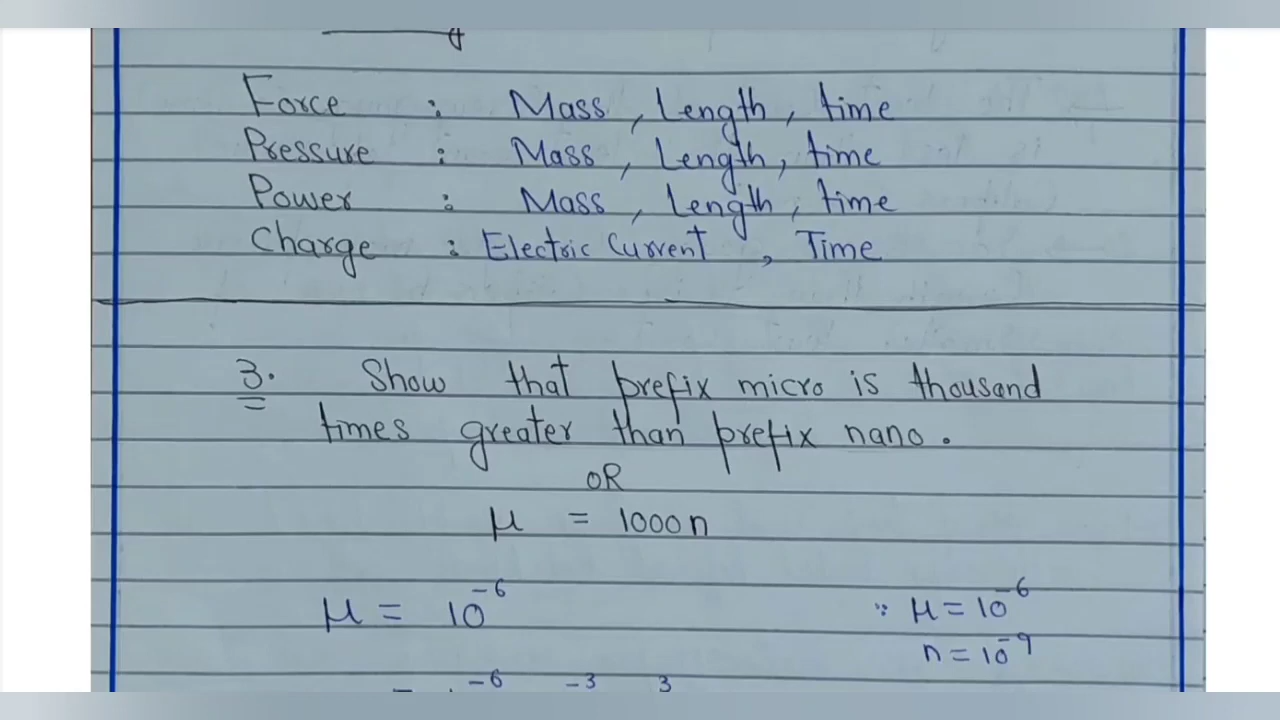 Force : Mass , Length , time
Pressure : Mass , Length , time
Power : Mass , Length , time
Charge : Electric Current , Time
3. Show that prefix micro is thousand
times greater than prefix nano .
OR
μ = 1000 n
μ = 10⁻⁶ ∵ μ = 10⁻⁶
n = 10⁻⁹